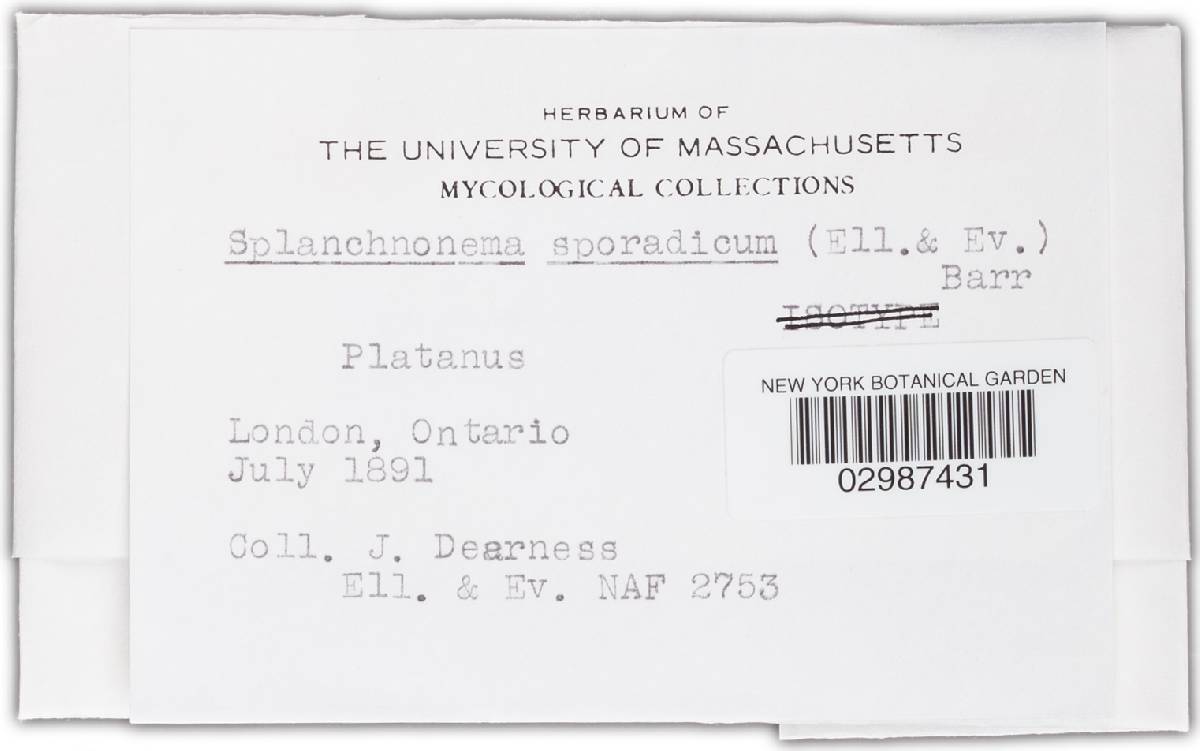 HERBARIUM OF
THE UNIVERSITY OF MASSACHUSETTS
MYCOLOGICAL COLLECTIONS
Splanchnonema sporadicum (Ell.& Ev.)
Barr
ISOTYPE
Platanus
NEW YORK BOTANICAL GARDEN
02987431
London, Ontario
July 1891
Coll. J. Dearness
Ell. & Ev. NAF 2753